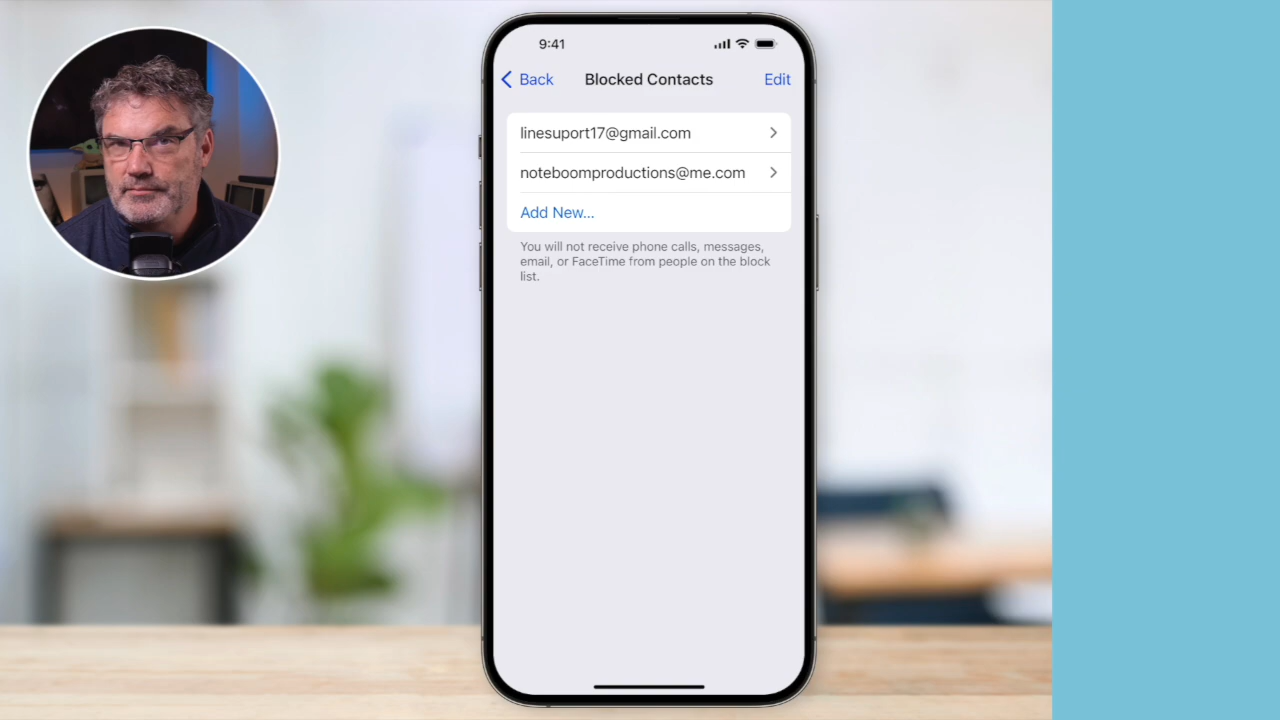 9:41
Back
Blocked Contacts
Edit
linesuport17@gmail.com
noteboomproductions@me.com
Add New...
You will not receive phone calls, messages,
email, or FaceTime from people on the block
list.